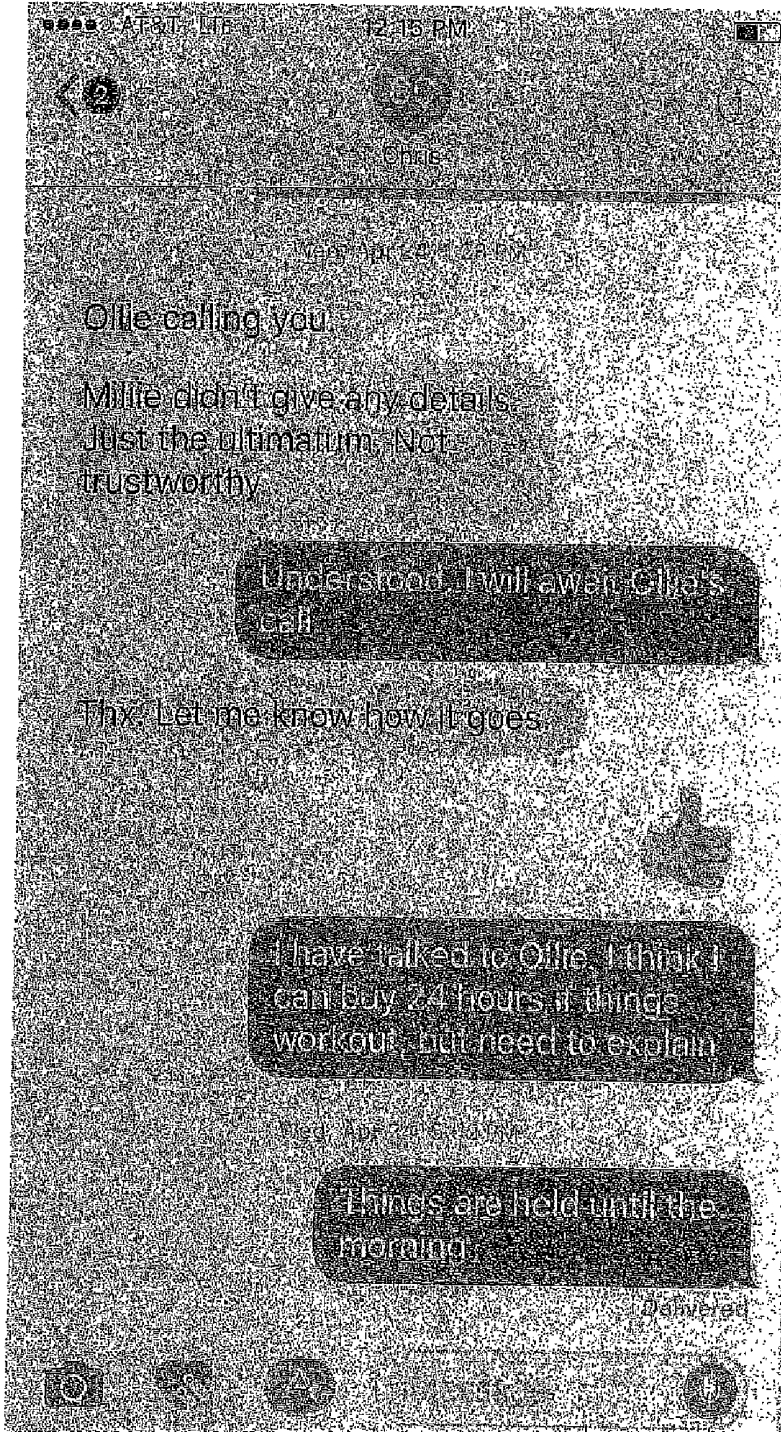 AT&T LTE 12:15 PM
2
Chris
Ollie calling you.
Millie didn't give any details.
Just the ultimatum. Not
trustworthy
Understood. I will await Ollie's
call
Thx. Let me know how it goes.
I have talked to Ollie. I think I
can buy 24 hours if things
workout, but need to explain
Things are held until the
morning.
Delivered